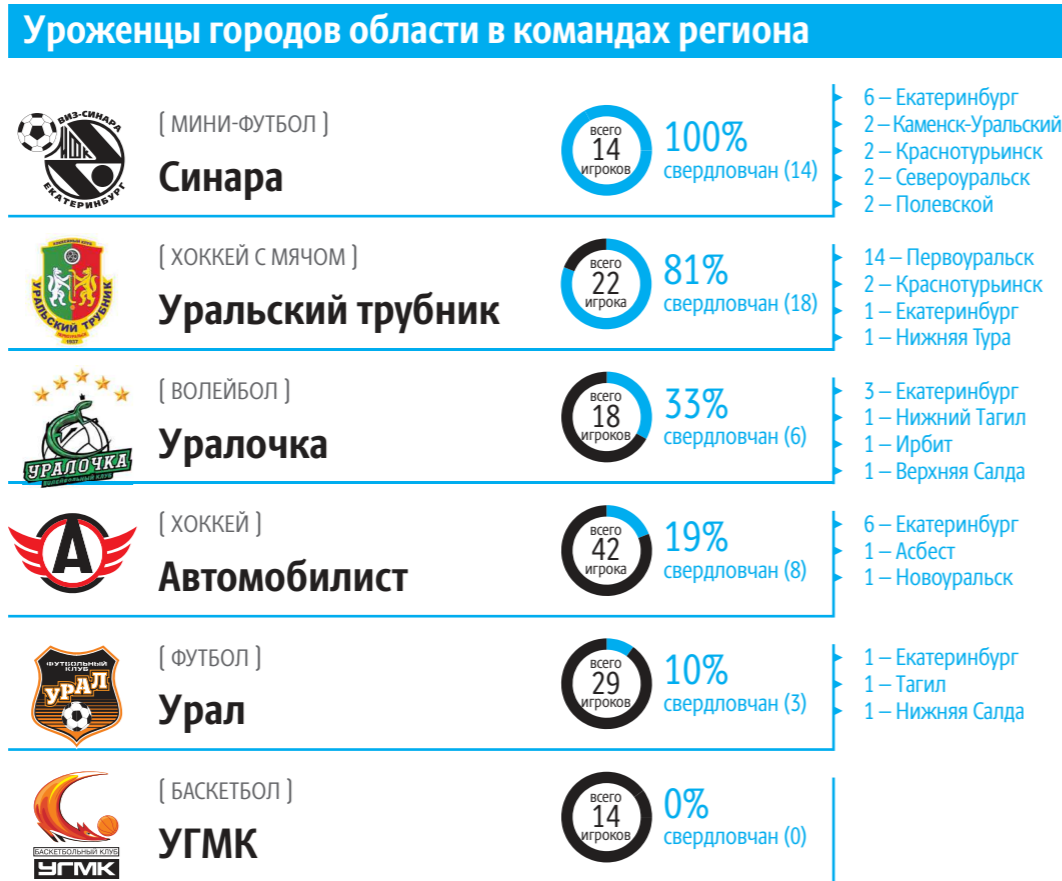 Уроженцы городов области в командах региона
ВИЗ-СИНАРА
ЕКАТЕРИНБУРГ
[ МИНИ-ФУТБОЛ ]
Синара
всего
14
игроков
100%
свердловчан (14)
6 – Екатеринбург
2 – Каменск-Уральский
2 – Краснотурьинск
2 – Североуральск
2 – Полевской
УРАЛЬСКИЙ ТРУБНИК
1937
[ ХОККЕЙ С МЯЧОМ ]
Уральский трубник
всего
22
игрока
81%
свердловчан (18)
14 – Первоуральск
2 – Краснотурьинск
1 – Екатеринбург
1 – Нижняя Тура
УРАЛОЧКА
ВОЛЕЙБОЛЬНЫЙ КЛУБ
[ ВОЛЕЙБОЛ ]
Уралочка
всего
18
игроков
33%
свердловчан (6)
3 – Екатеринбург
1 – Нижний Тагил
1 – Ирбит
1 – Верхняя Салда
А
[ ХОККЕЙ ]
Автомобилист
всего
42
игрока
19%
свердловчан (8)
6 – Екатеринбург
1 – Асбест
1 – Новоуральск
ФУТБОЛЬНЫЙ
КЛУБ
УРАЛ
[ ФУТБОЛ ]
Урал
всего
29
игроков
10%
свердловчан (3)
1 – Екатеринбург
1 – Тагил
1 – Нижняя Салда
БАСКЕТБОЛЬНЫЙ КЛУБ
УГМК
[ БАСКЕТБОЛ ]
УГМК
всего
14
игроков
0%
свердловчан (0)